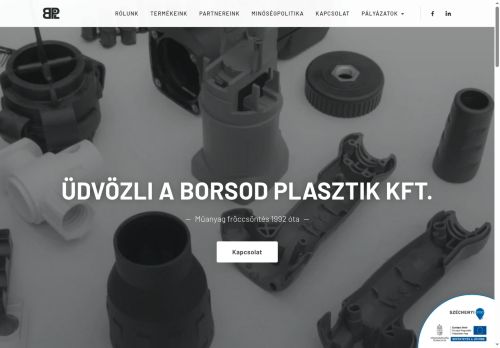 RÓLUNK TERMÉKEINK PARTNEREINK MINŐSÉGPOLITIKA KAPCSOLAT PÁLYÁZATOK
ÜDVÖZLI A BORSOD PLASZTIK KFT.
— Műanyag fröccsöntés 1992 óta —
Kapcsolat
SZÉCHENYI